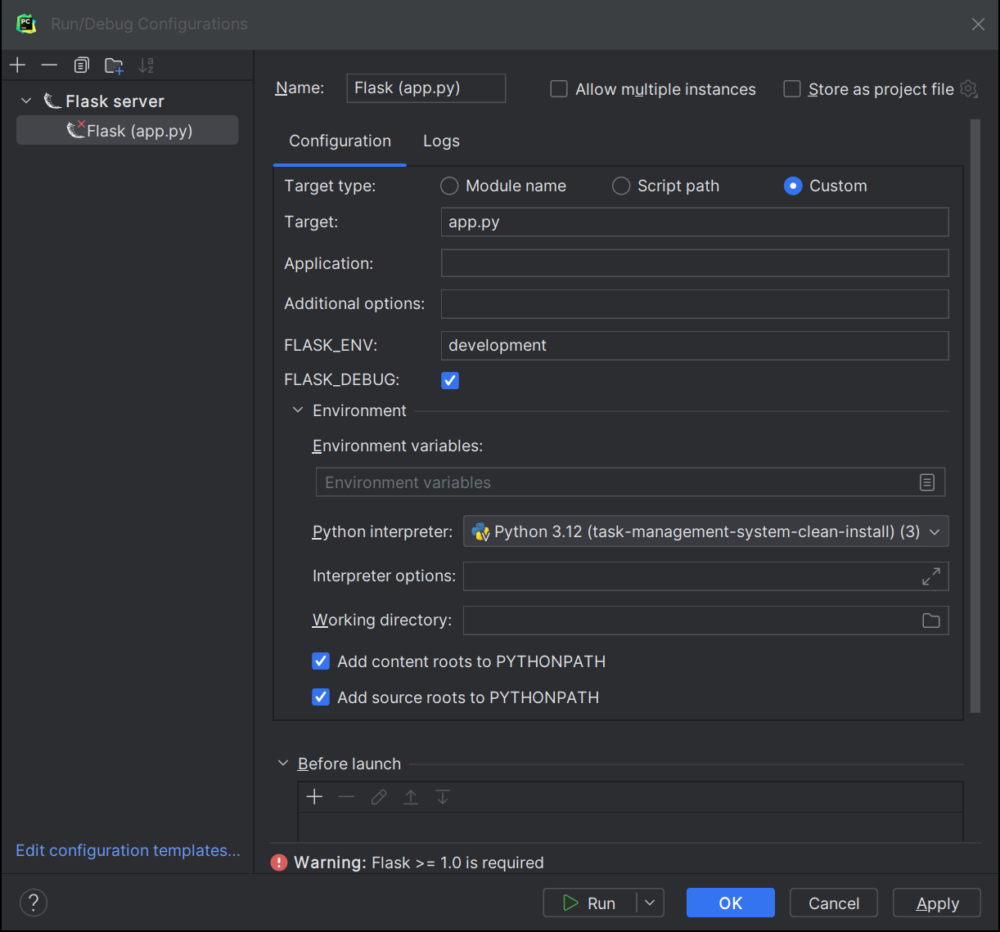 PC
Run/Debug Configurations
Flask server
Flask (app.py)
Name: Flask (app.py) Allow multiple instances Store as project file
Configuration Logs
Target type: Module name Script path Custom
Target: app.py
Application:
Additional options:
FLASK_ENV: development
FLASK_DEBUG:
Environment
Environment variables:
Environment variables
Python interpreter: Python 3.12 (task-management-system-clean-install) (3)
Interpreter options:
Working directory:
Add content roots to PYTHONPATH
Add source roots to PYTHONPATH
Before launch
Edit configuration templates...
Warning: Flask >= 1.0 is required
? Run OK Cancel Apply